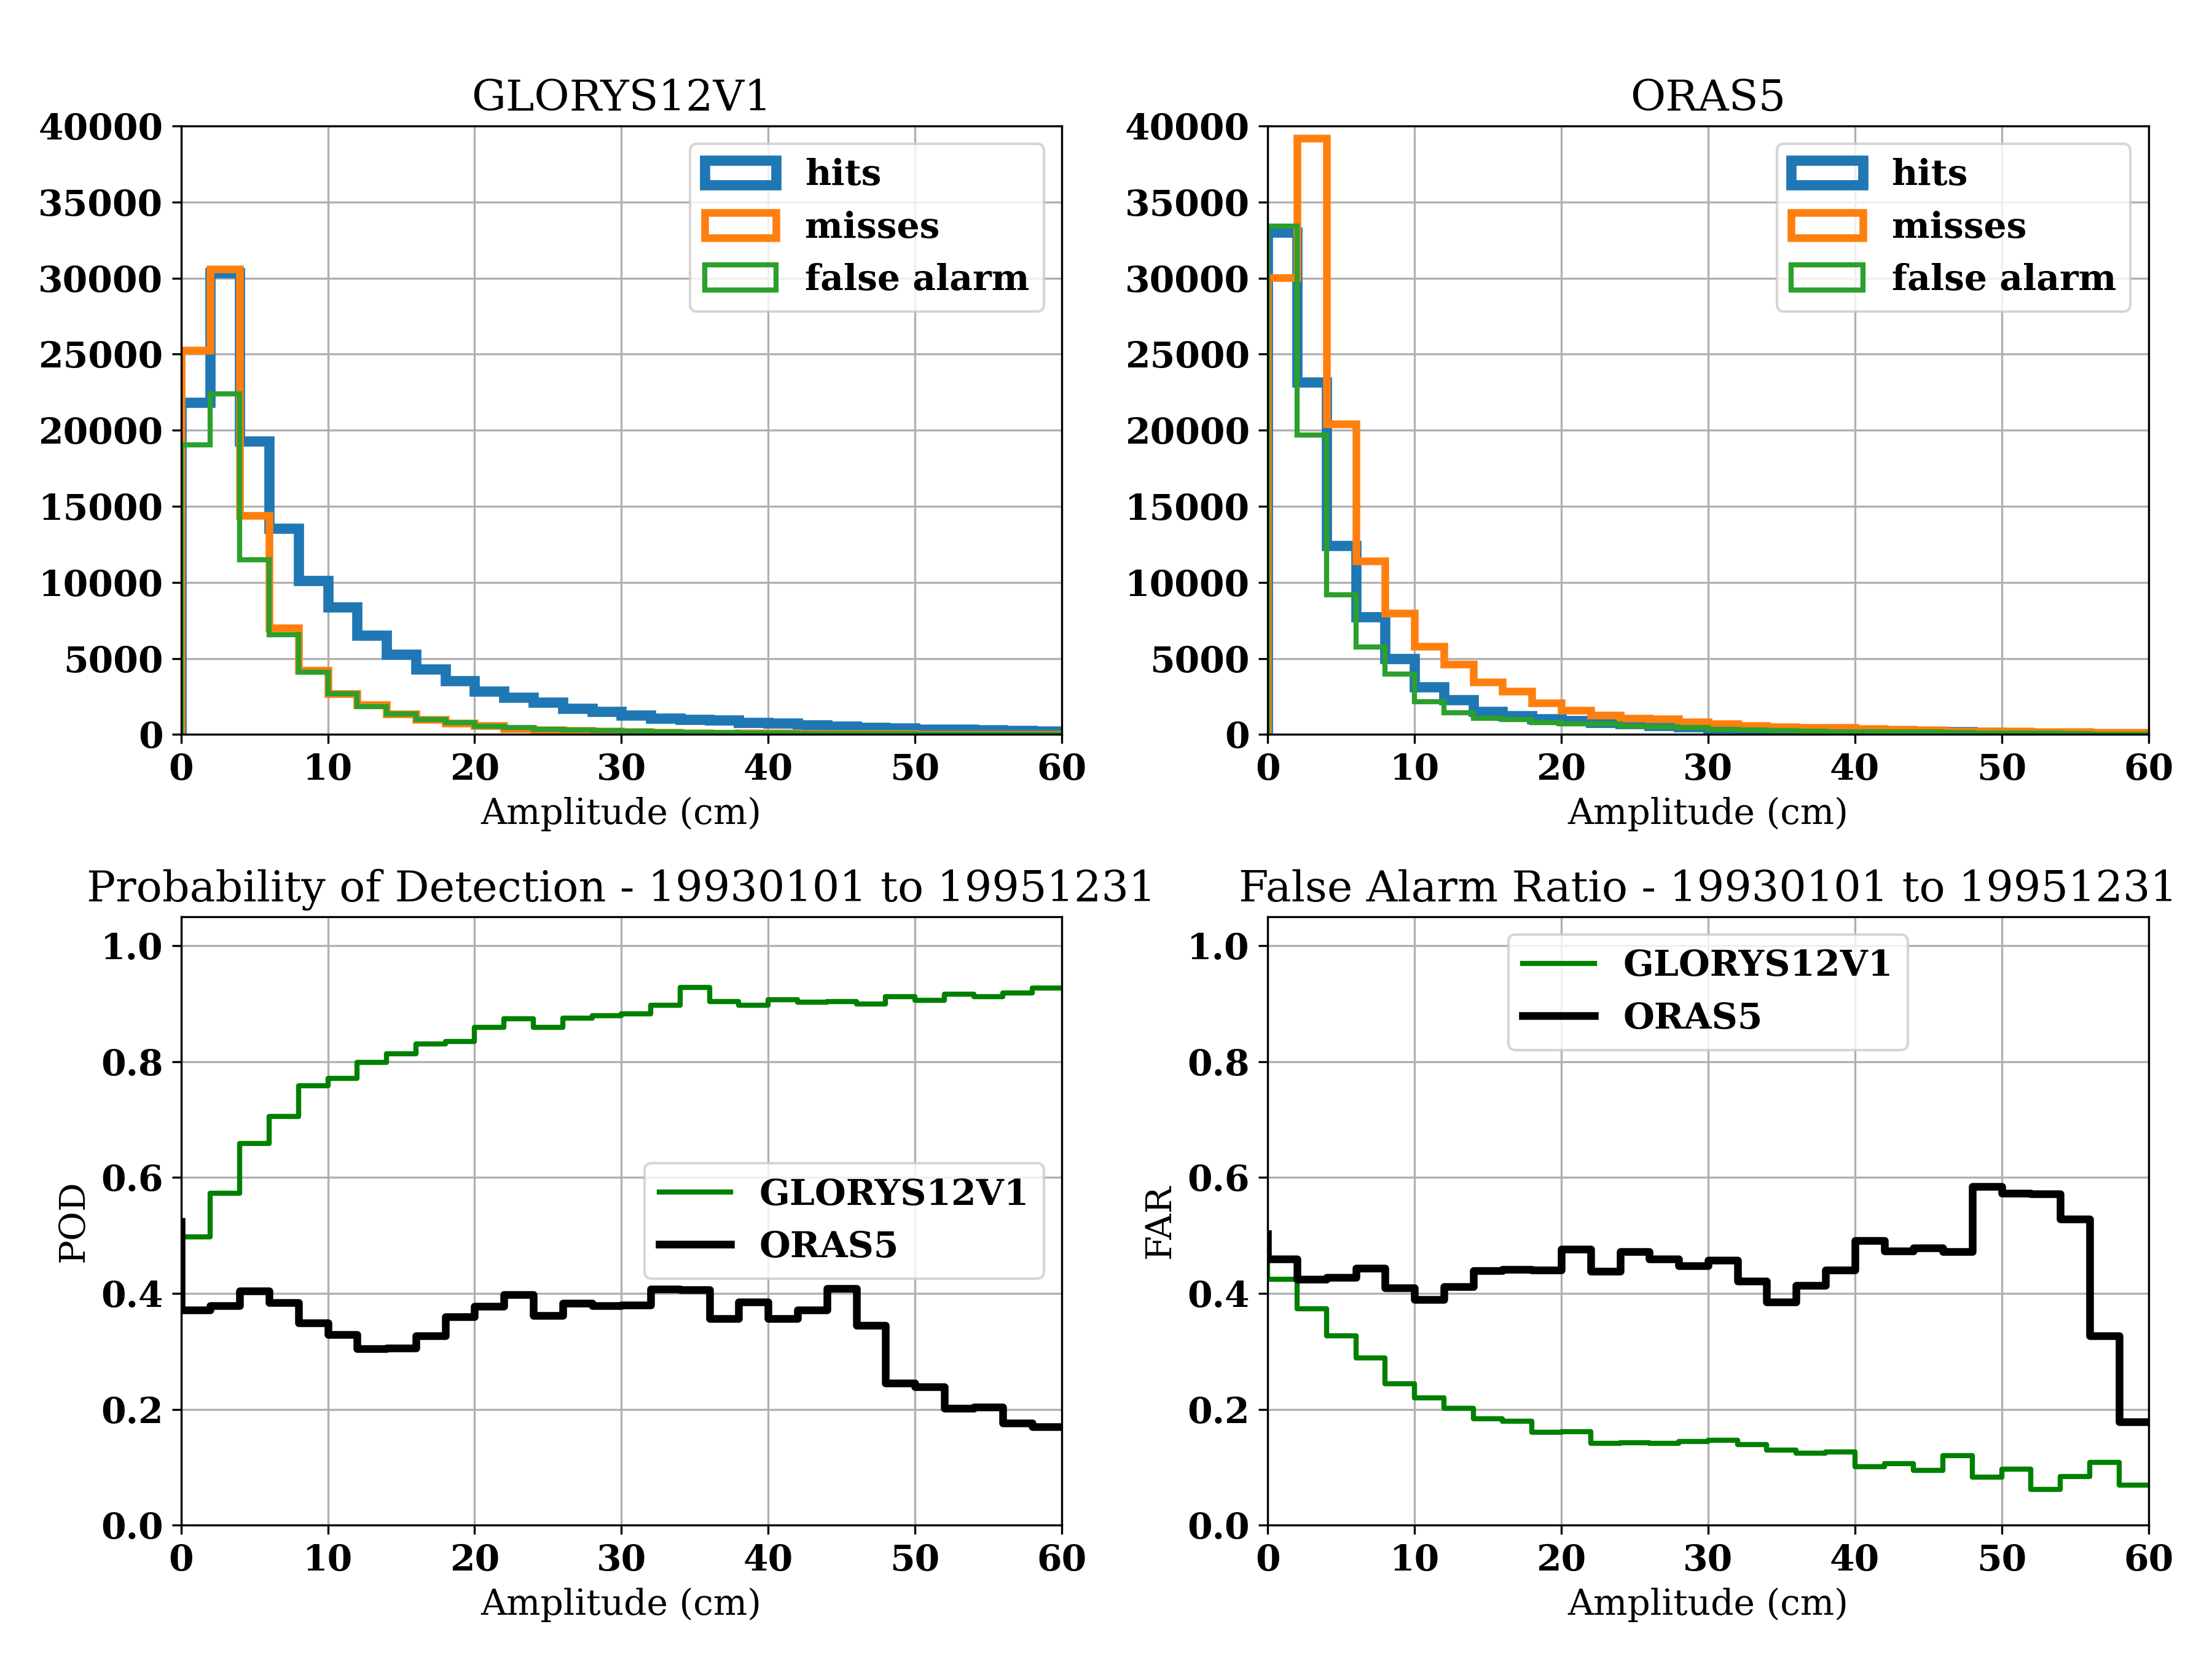 GLORYS12V1
40000
35000
30000
25000
20000
15000
10000
5000
0
0 10 20 30 40 50 60
Amplitude (cm)
hits
misses
false alarm
ORAS5
40000
35000
30000
25000
20000
15000
10000
5000
0
0 10 20 30 40 50 60
Amplitude (cm)
hits
misses
false alarm
Probability of Detection - 19930101 to 19951231
POD
1.0
0.8
0.6
0.4
0.2
0.0
0 10 20 30 40 50 60
Amplitude (cm)
GLORYS12V1
ORAS5
False Alarm Ratio - 19930101 to 19951231
FAR
1.0
0.8
0.6
0.4
0.2
0.0
0 10 20 30 40 50 60
Amplitude (cm)
GLORYS12V1
ORAS5